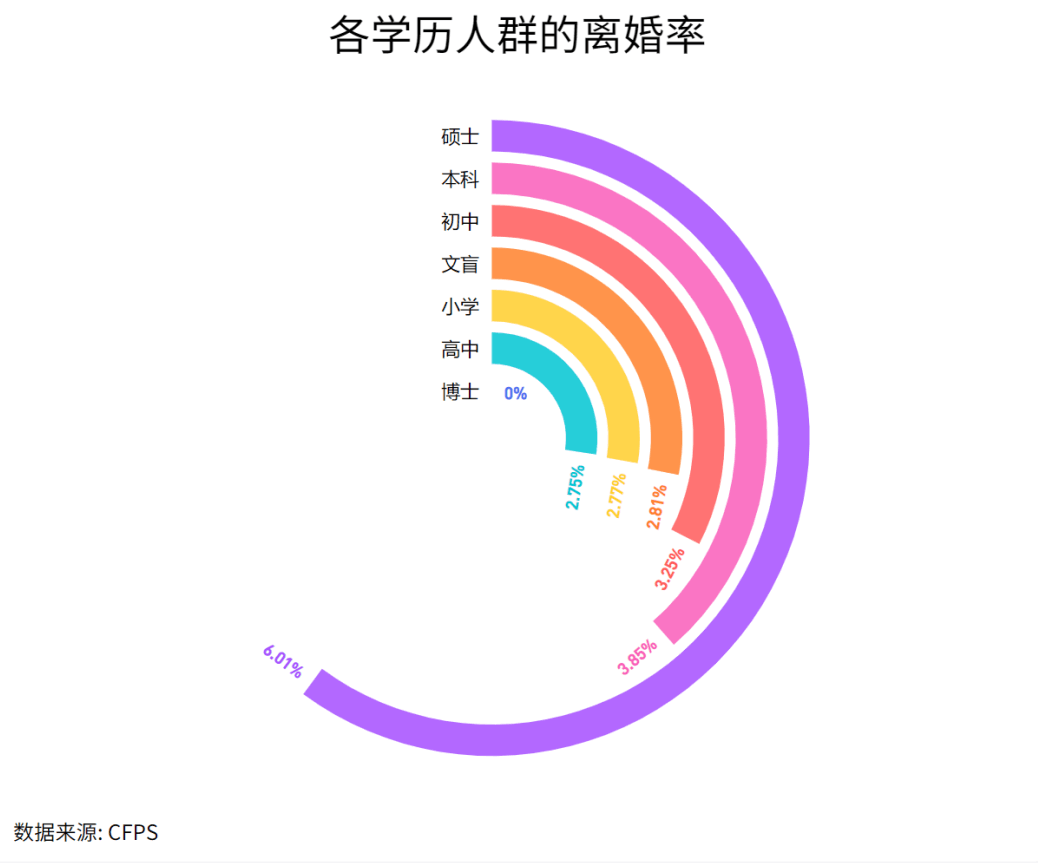 各学历人群的离婚率
硕士
本科
初中
文盲
小学
高中
博士 0%
2.75%
2.77%
2.81%
3.25%
3.85%
6.01%
数据来源: CFPS